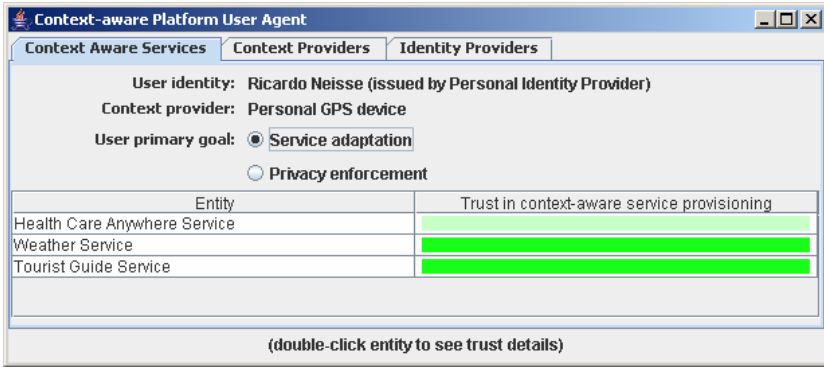 Context-aware Platform User Agent
Context Aware Services Context Providers Identity Providers
User identity: Ricardo Neisse (issued by Personal Identity Provider)
Context provider: Personal GPS device
User primary goal: Service adaptation
Privacy enforcement
Entity Trust in context-aware service provisioning
Health Care Anywhere Service
Weather Service
Tourist Guide Service
(double-click entity to see trust details)